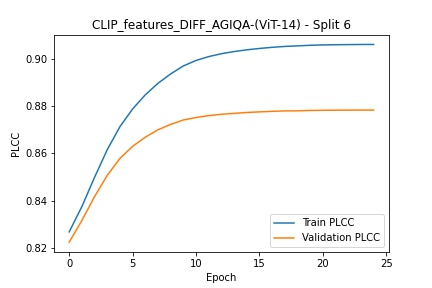 CLIP_features_DIFF_AGIQA-(ViT-14) - Split 6
PLCC
0.90
0.88
0.86
0.84
0.82
Train PLCC
Validation PLCC
0 5 10 15 20 25
Epoch